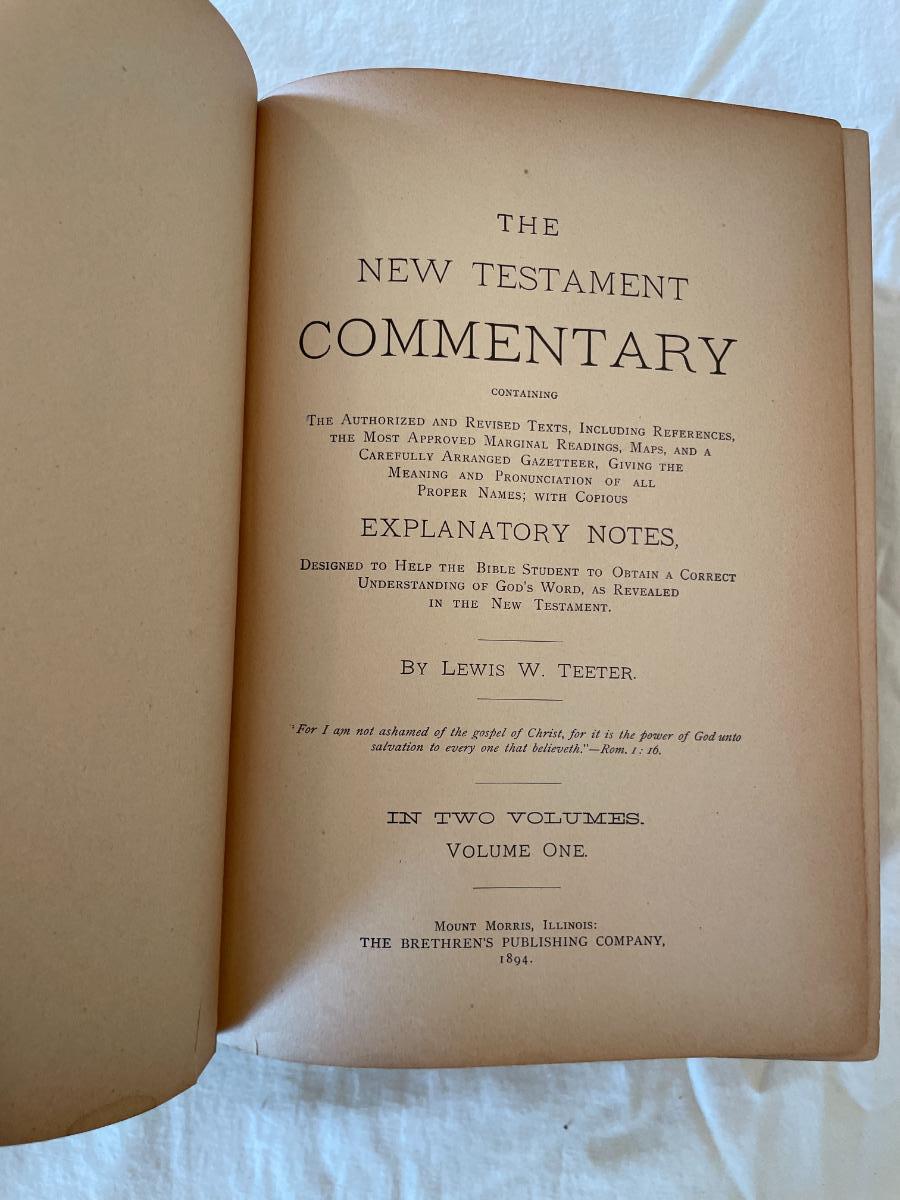 THE
NEW TESTAMENT
COMMENTARY
CONTAINING
THE AUTHORIZED AND REVISED TEXTS, INCLUDING REFERENCES,
THE MOST APPROVED MARGINAL READINGS, MAPS, AND A
CAREFULLY ARRANGED GAZETTEER, GIVING THE
MEANING AND PRONUNCIATION OF ALL
PROPER NAMES; WITH COPIOUS
EXPLANATORY NOTES,
DESIGNED TO HELP THE BIBLE STUDENT TO OBTAIN A CORRECT
UNDERSTANDING OF GOD'S WORD, AS REVEALED
IN THE NEW TESTAMENT.
BY LEWIS W. TEETER.
"For I am not ashamed of the gospel of Christ, for it is the power of God unto
salvation to every one that believeth."—Rom. 1: 16.
IN TWO VOLUMES.
VOLUME ONE.
MOUNT MORRIS, ILLINOIS:
THE BRETHREN'S PUBLISHING COMPANY,
1894.